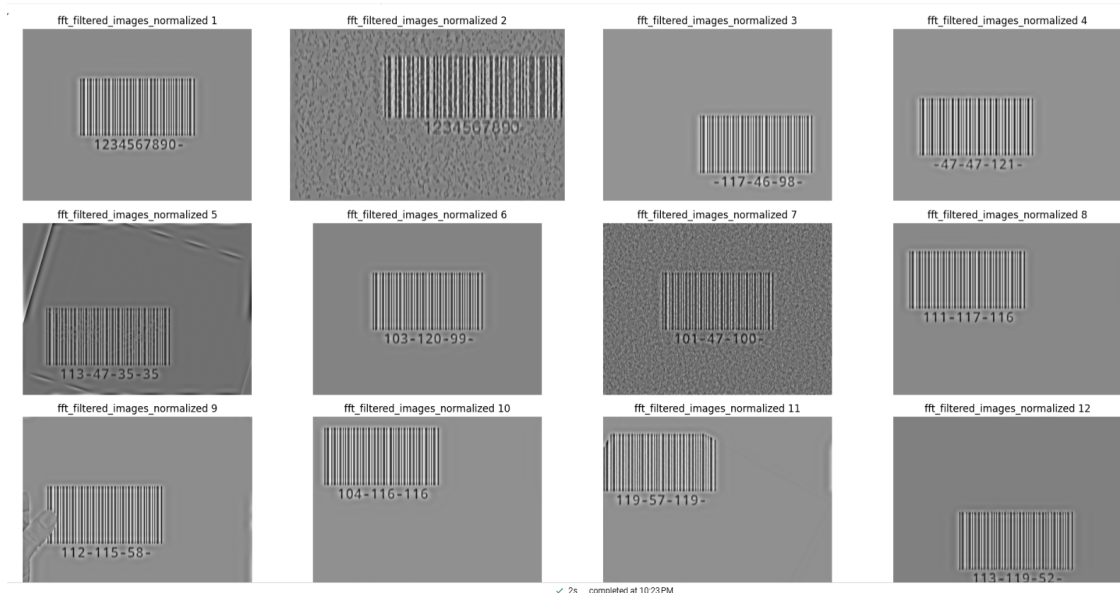 fft_filtered_images_normalized 1
fft_filtered_images_normalized 2
fft_filtered_images_normalized 3
fft_filtered_images_normalized 4
1234567890-
1234567890-
-117-46-98-
-47-47-121-
fft_filtered_images_normalized 5
fft_filtered_images_normalized 6
fft_filtered_images_normalized 7
fft_filtered_images_normalized 8
113-47-35-35
103-120-99-
101-47-100-
111-117-116
fft_filtered_images_normalized 9
fft_filtered_images_normalized 10
fft_filtered_images_normalized 11
fft_filtered_images_normalized 12
112-115-58-
104-116-116
119-57-119-
113-119-52-
✓ 2s completed at 10:23 PM